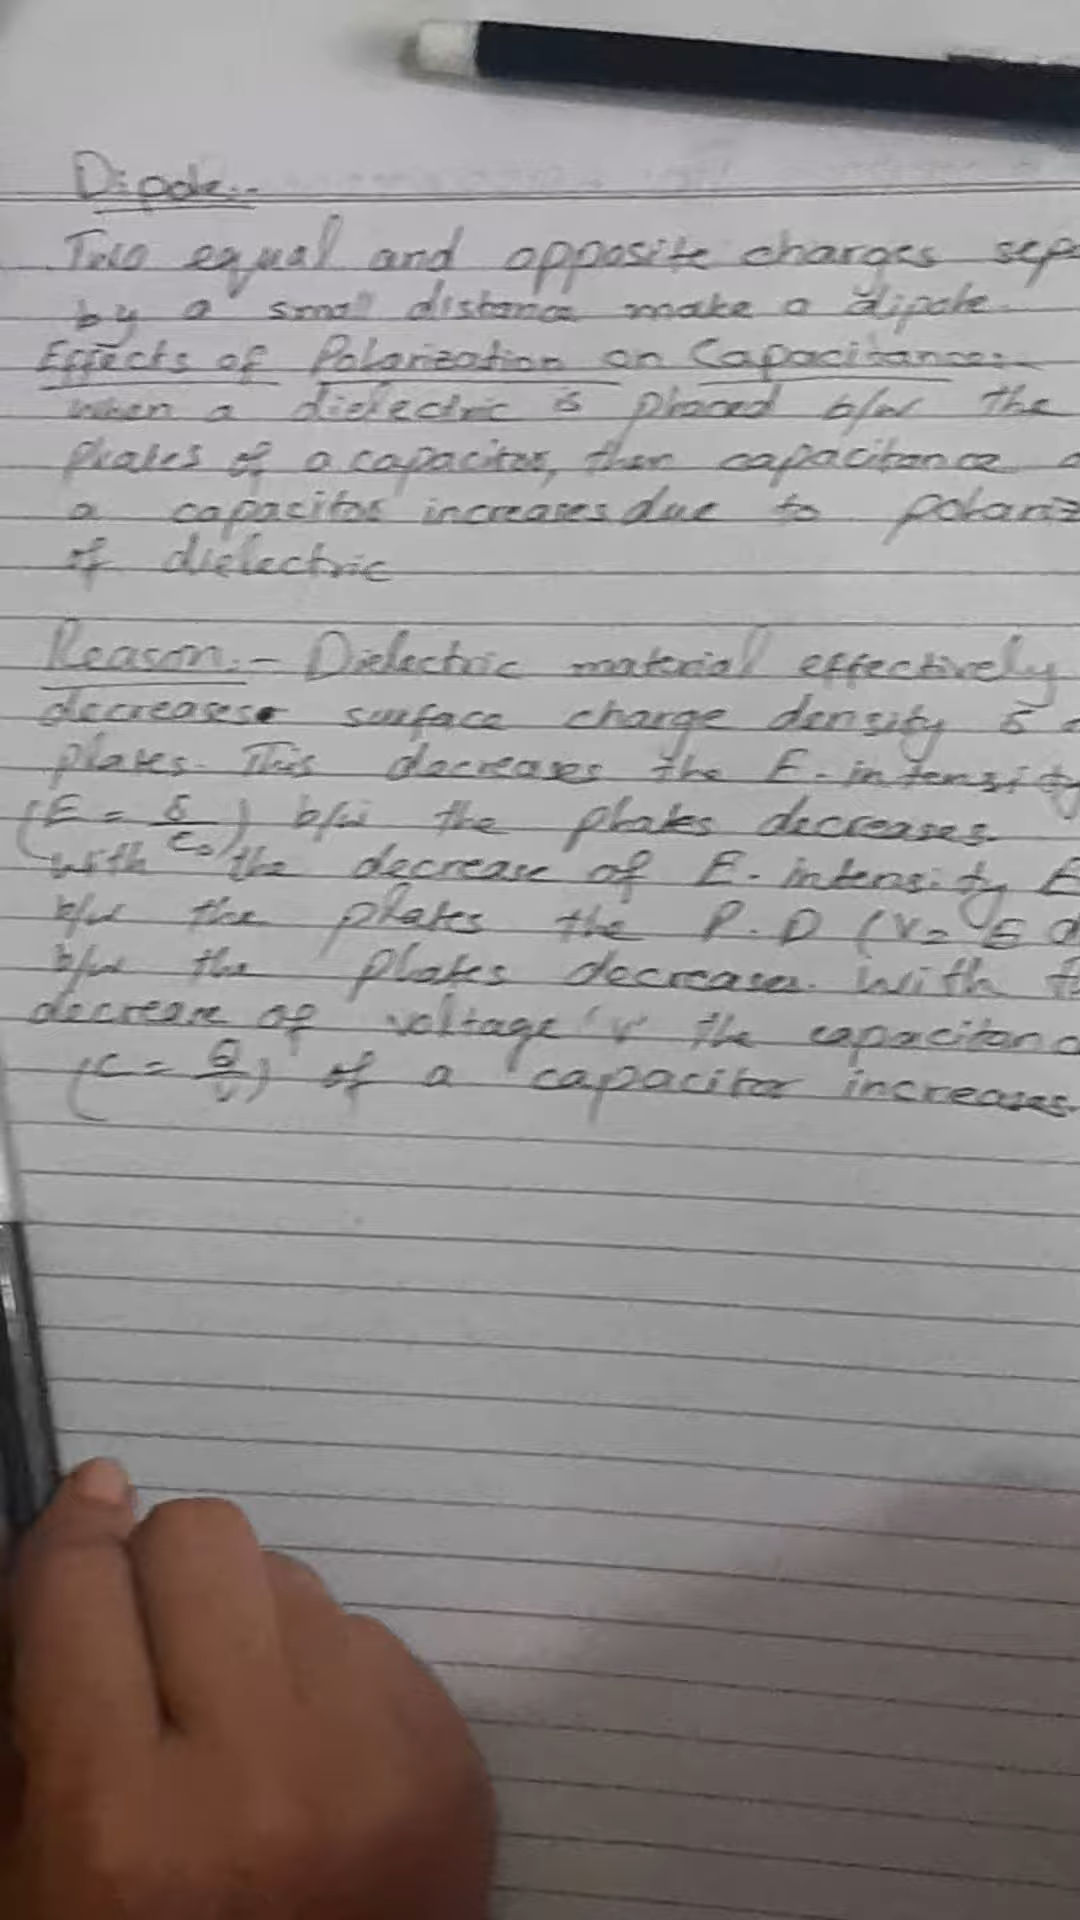 Dipole:-
Two equal and opposite charges sep
by a small distance make a dipole.
Effects of Polarization on Capacitance:-
when a dielectric is placed b/w the
plates of a capacitor, then capacitance
a capacitor increases due to polariz
of dielectric
Reason:- Dielectric material effectively
decreases surface charge density δ
plates. This decreases the E.intensity
(E = δ/ε₀) b/w the plates decreases.
with the decrease of E.intensity E
b/w the plates the P.D (V= E d
b/w the plates decreases. With th
decrease of voltage 'v' the capacitanc
(C = Q/V) of a capacitor increases.